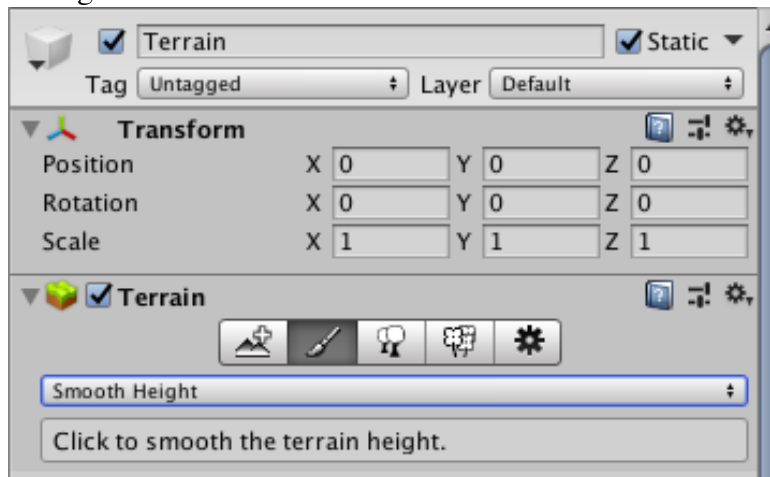 Terrain Static
Tag Untagged Layer Default
Transform
Position X 0 Y 0 Z 0
Rotation X 0 Y 0 Z 0
Scale X 1 Y 1 Z 1
Terrain
Smooth Height
Click to smooth the terrain height.